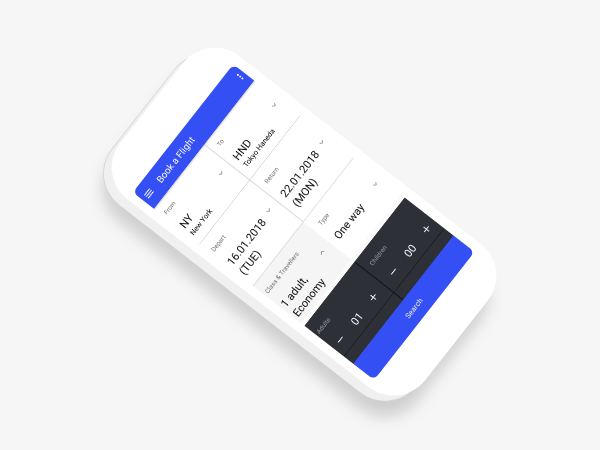 Book a Flight
From
To
NY
HND
New York
Tokyo Haneda
Depart
Return
16.01.2018
(TUE)
22.01.2018
(MON)
Class & Travellers
Type
1 adult,
Economy
One way
Adults
Children
− 01 +
− 00 +
Search